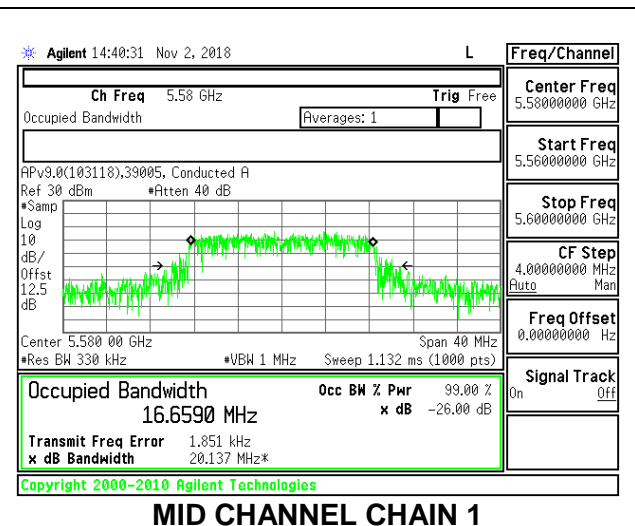 Agilent 14:40:31 Nov 2, 2018 L Freq/Channel
Ch Freq 5.58 GHz Trig Free
Occupied Bandwidth Averages: 1
Center Freq
5.58000000 GHz
Start Freq
5.56000000 GHz
Stop Freq
5.60000000 GHz
CF Step
4.00000000 MHz
Auto Man
Freq Offset
0.00000000 Hz
Signal Track
On Off
APv9.0(103118),39005, Conducted A
Ref 30 dBm #Atten 40 dB
#Samp
Log
10
dB/
Offst
12.5
dB
Center 5.580 00 GHz Span 40 MHz
#Res BW 330 kHz #VBW 1 MHz Sweep 1.132 ms (1000 pts)
Occupied Bandwidth Occ BW % Pwr 99.00 %
16.6590 MHz x dB -26.00 dB
Transmit Freq Error 1.851 kHz
x dB Bandwidth 20.137 MHz*
Copyright 2000-2010 Agilent Technologies
MID CHANNEL CHAIN 1